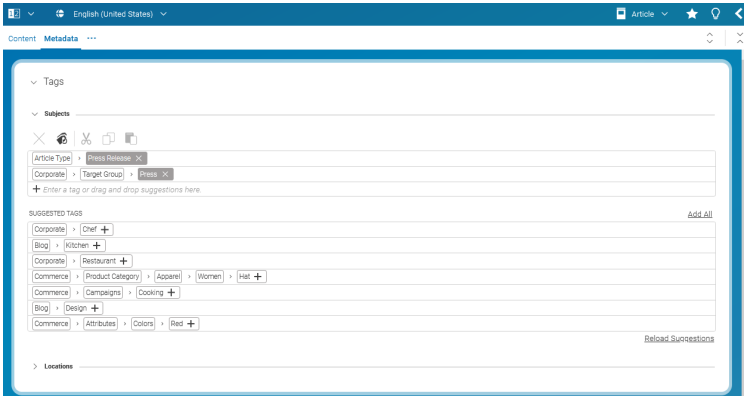 English (United States) Article
Content Metadata ...
Tags
Subjects
Article Type > Press Release ×
Corporate > Target Group > Press ×
+ Enter a tag or drag and drop suggestions here.
SUGGESTED TAGS Add All
Corporate > Chef +
Blog > Kitchen +
Corporate > Restaurant +
Commerce > Product Category > Apparel > Women > Hat +
Commerce > Campaigns > Cooking +
Blog > Design +
Commerce > Attributes > Colors > Red +
Reload Suggestions
Locations